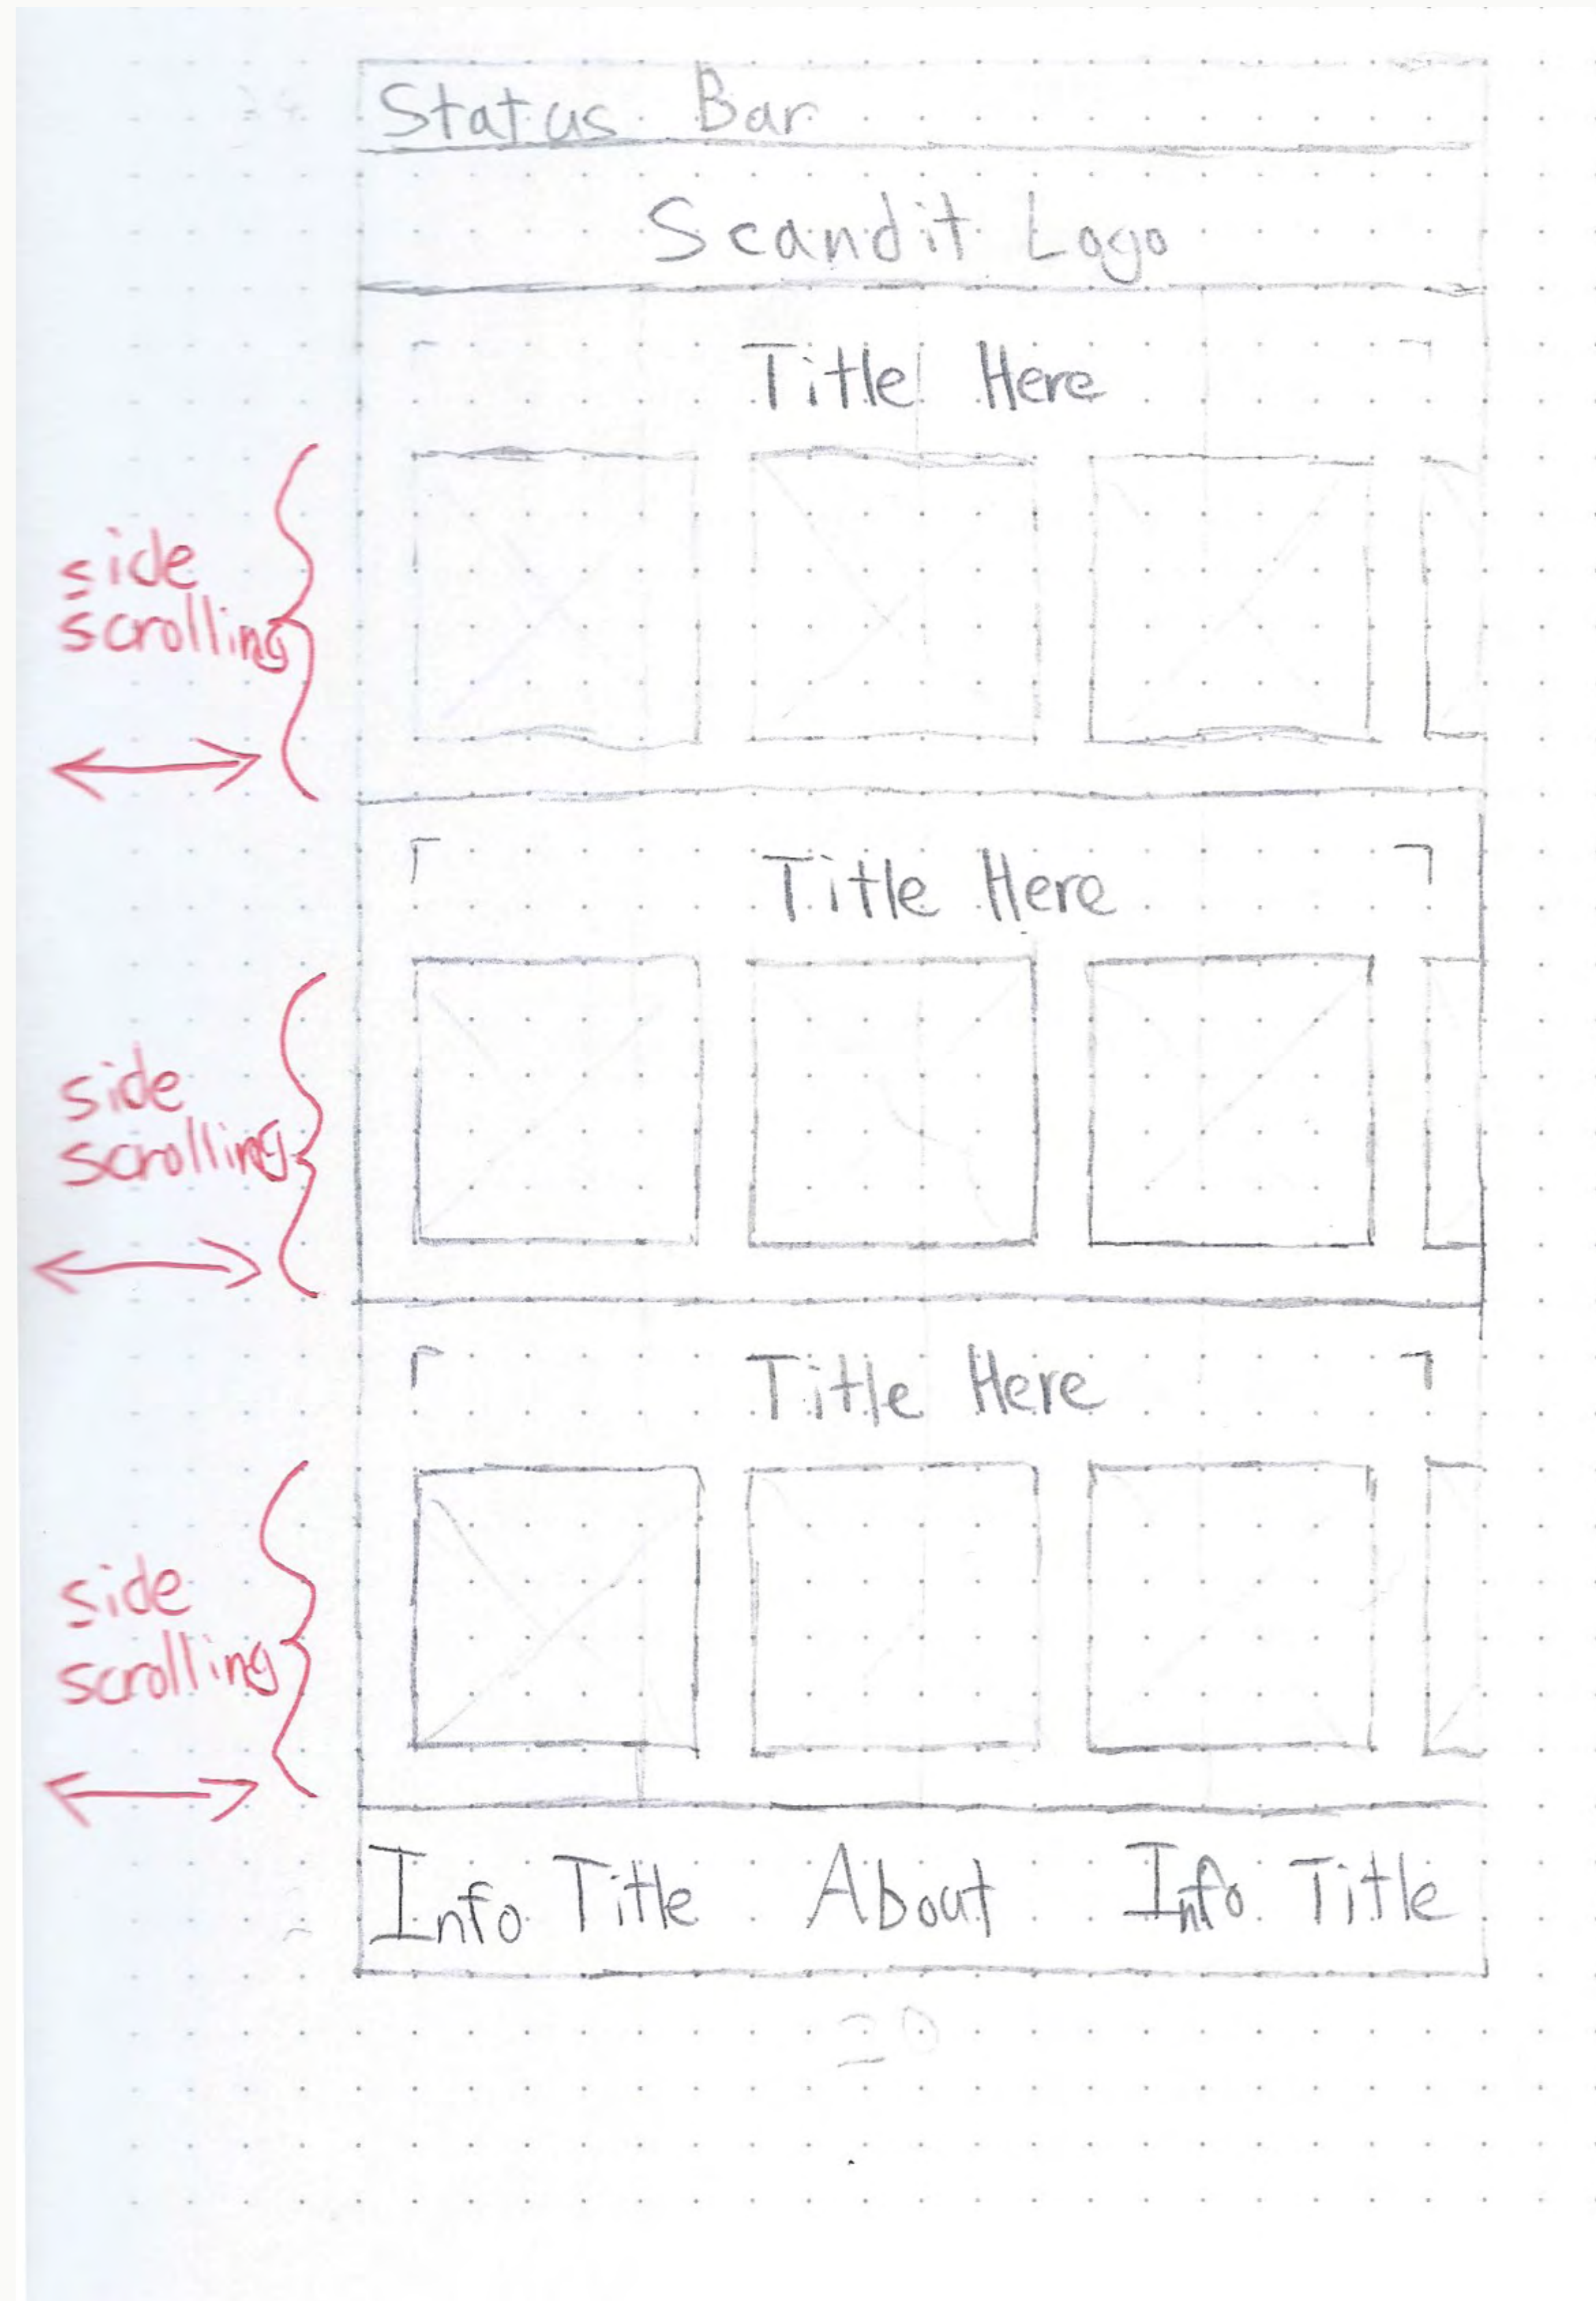 Status Bar
Scandit Logo
Title Here
side
scrolling
Title Here
side
scrolling
Title Here
side
scrolling
Info Title About Info Title
20